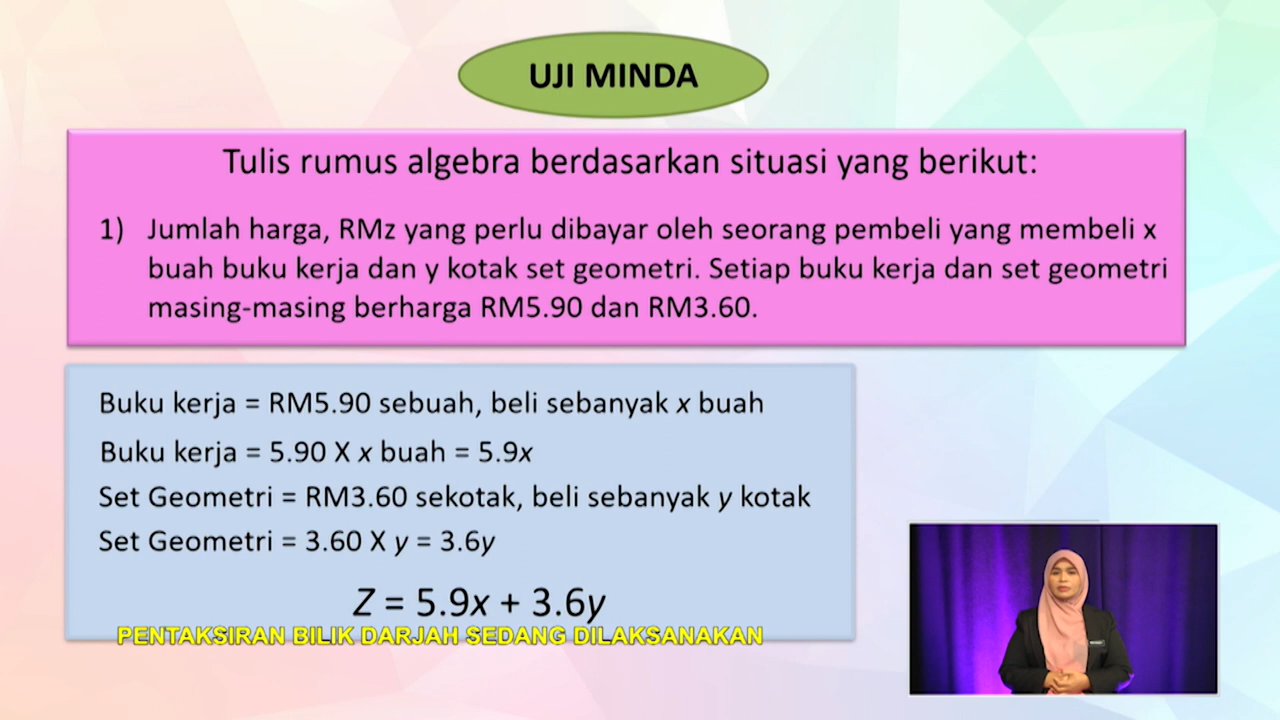 UJI MINDA
Tulis rumus algebra berdasarkan situasi yang berikut:
1) Jumlah harga, RMz yang perlu dibayar oleh seorang pembeli yang membeli x
buah buku kerja dan y kotak set geometri. Setiap buku kerja dan set geometri
masing-masing berharga RM5.90 dan RM3.60.
Buku kerja = RM5.90 sebuah, beli sebanyak x buah
Buku kerja = 5.90 X x buah = 5.9x
Set Geometri = RM3.60 sekotak, beli sebanyak y kotak
Set Geometri = 3.60 X y = 3.6y
Z = 5.9x + 3.6y
PENTAKSIRAN BILIK DARJAH SEDANG DILAKSANAKAN